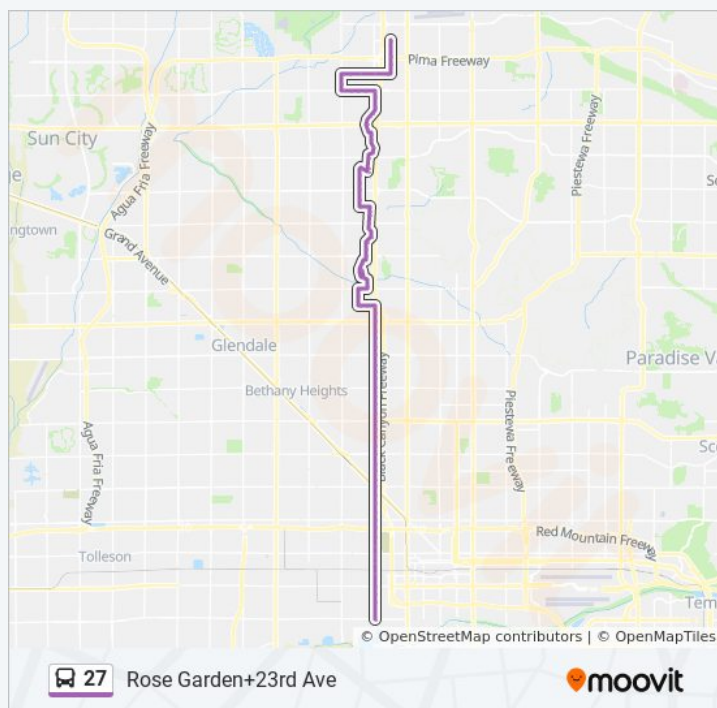 Pima Freeway
Sun City
Agua Fria Freeway
Piestewa Freeway
Grand Avenue
Glendale
Bethany Heights
Black Canyon Freeway
Paradise Va
Piestewa Freeway
Sc
Agua Fria Freeway
Tolleson
Red Mountain Freeway
Tem
© OpenStreetMap contributors | © OpenMapTiles
27 Rose Garden+23rd Ave
moovit